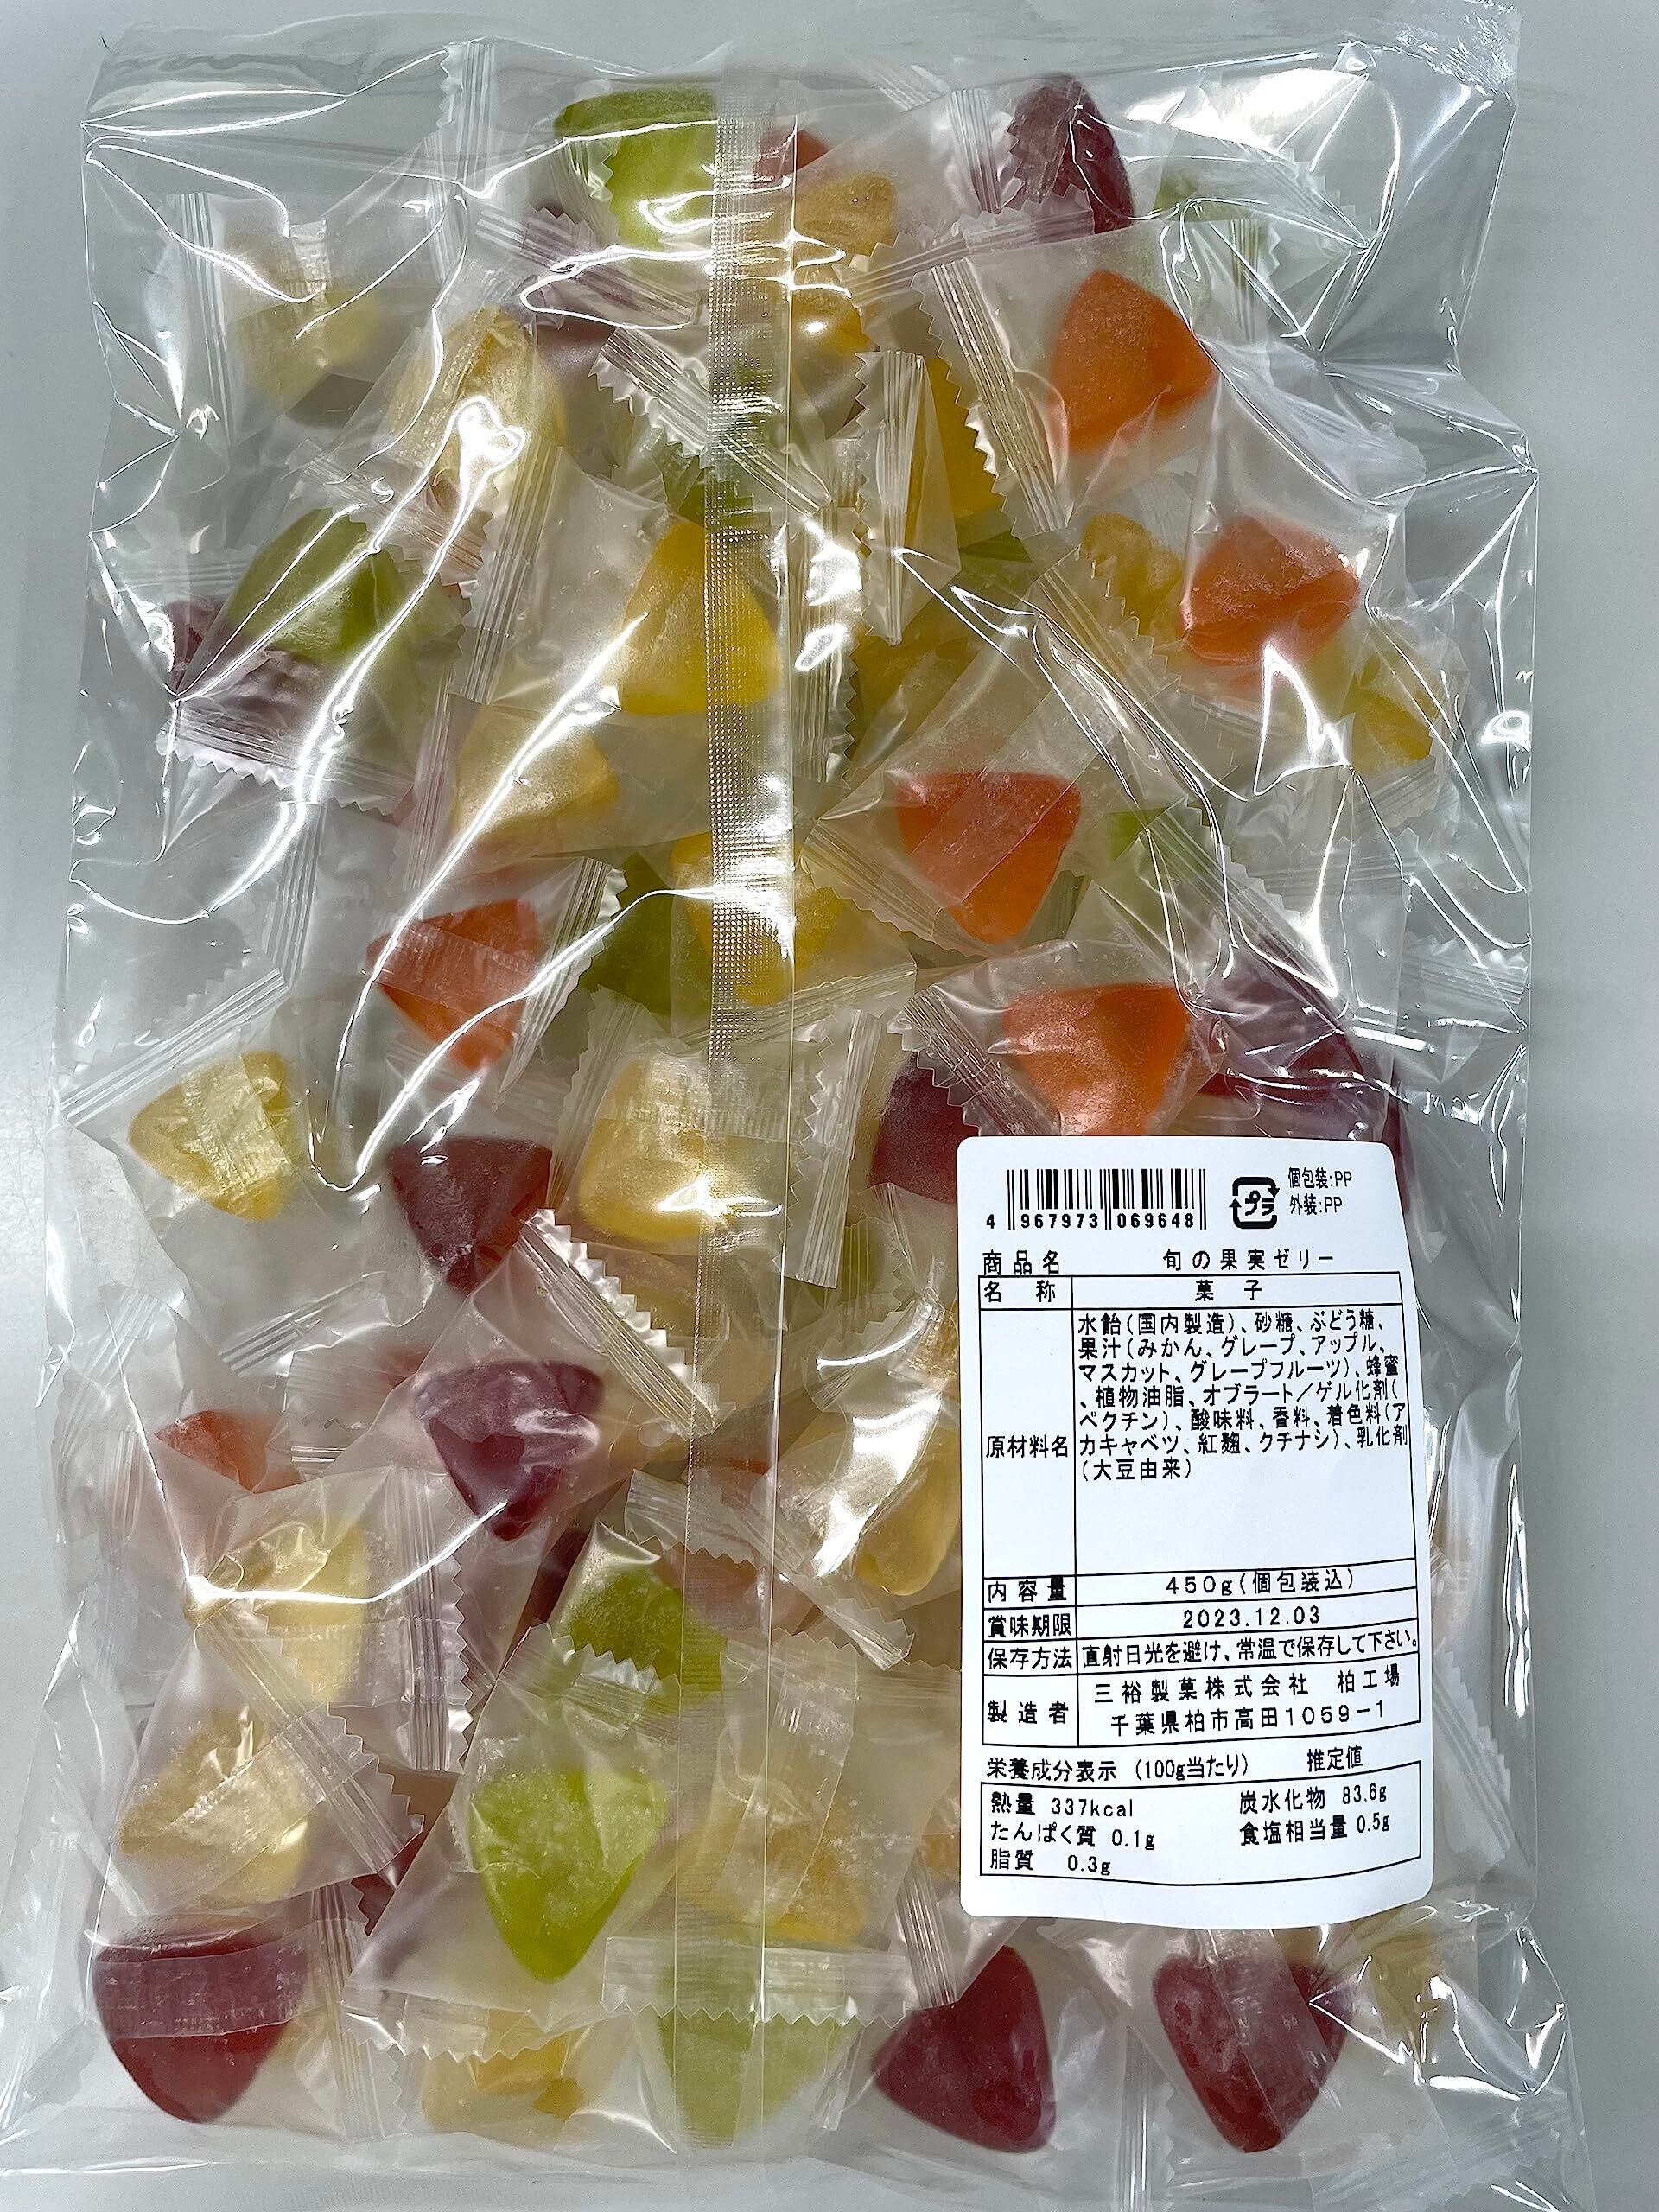 個包装:PP
外装:PP
プラ
4 967973 069648
商品名 旬の果実ゼリー
名称 菓子
水飴(国内製造)、砂糖、ぶどう糖、
果汁(みかん、グレープ、アップル、
マスカット、グレープフルーツ)、蜂蜜
、植物油脂、オブラート/ゲル化剤(
ペクチン)、酸味料、香料、着色料(ア
原材料名 カキャベツ、紅麹、クチナシ)、乳化剤
(大豆由来)
内容量 450g(個包装込)
賞味期限 2023.12.03
保存方法 直射日光を避け、常温で保存して下さい。
三裕製菓株式会社 柏工場
製造者
千葉県柏市高田1059-1
栄養成分表示 (100g当たり) 推定値
熱量 337kcal 炭水化物 83.6g
たんぱく質 0.1g 食塩相当量 0.5g
脂質 0.3g